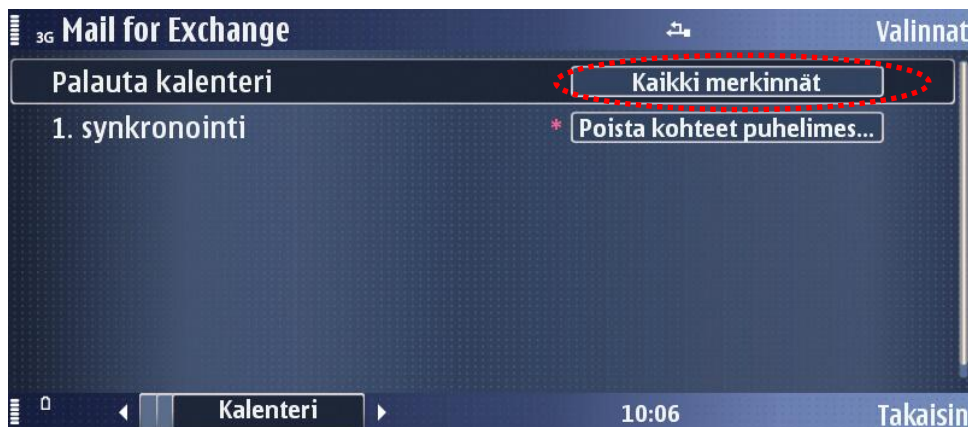 3G Mail for Exchange Valinnat
Palauta kalenteri Kaikki merkinnät
1. synkronointi * Poista kohteet puhelimes...
Kalenteri 10:06 Takaisin